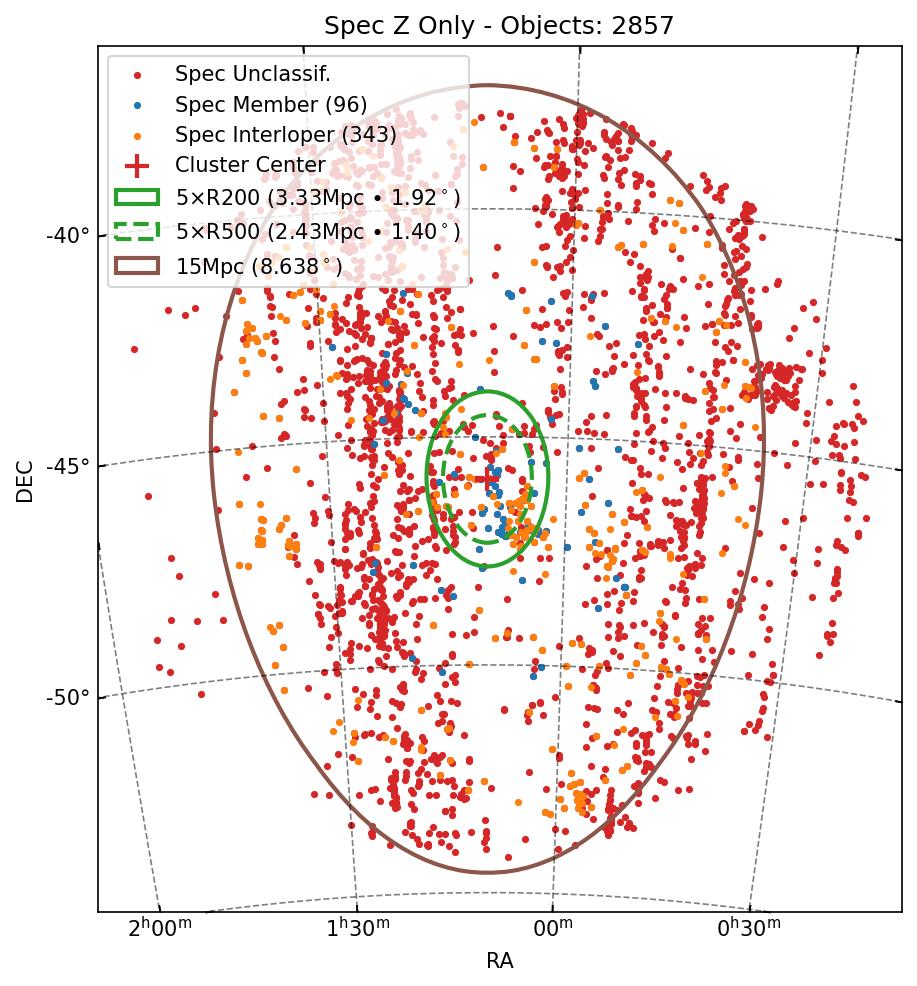 Spec Z Only - Objects: 2857
Spec Unclassif.
Spec Member (96)
Spec Interloper (343)
Cluster Center
5×R200 (3.33Mpc • 1.92°)
5×R500 (2.43Mpc • 1.40°)
15Mpc (8.638°)
-40°
-45°
-50°
DEC
2h00m
1h30m
00m
0h30m
RA